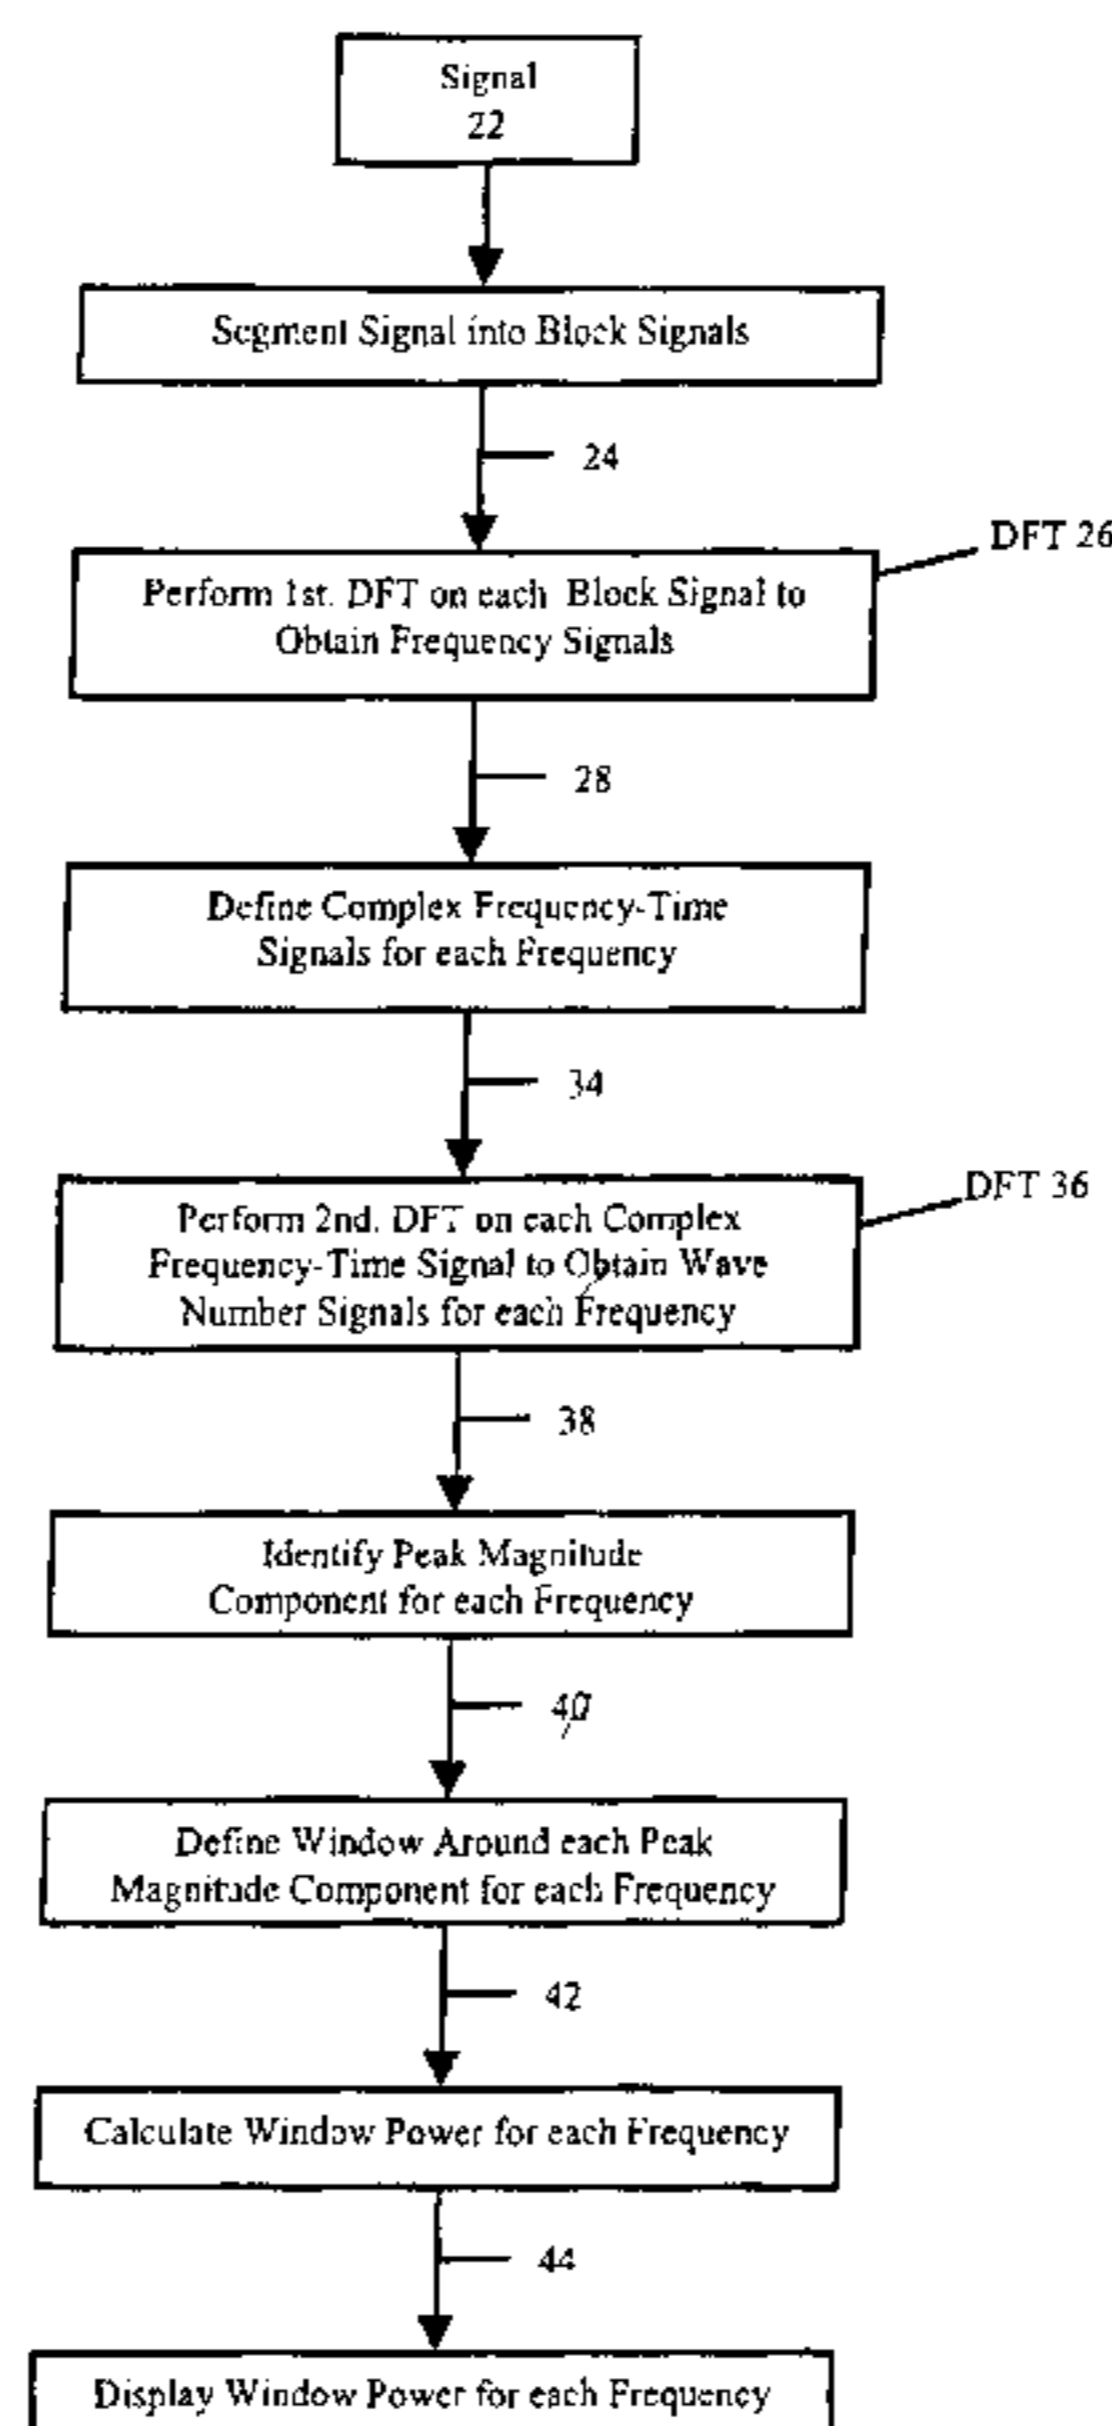 Signal
22
Segment Signal into Block Signals
24
DFT 26
Perform 1st. DFT on each Block Signal to
Obtain Frequency Signals
28
Define Complex Frequency-Time
Signals for each Frequency
34
DFT 36
Perform 2nd. DFT on each Complex
Frequency-Time Signal to Obtain Wave
Number Signals for each Frequency
38
Identify Peak Magnitude
Component for each Frequency
40
Define Window Around each Peak
Magnitude Component for each Frequency
42
Calculate Window Power for each Frequency
44
Display Window Power for each Frequency